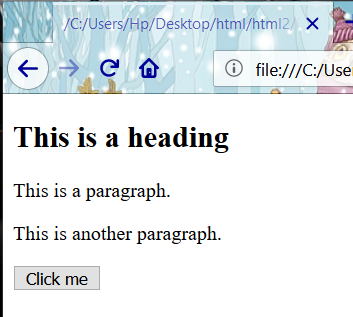 /C:/Users/Hp/Desktop/html/html2
file:///C:/User
This is a heading
This is a paragraph.
This is another paragraph.
Click me